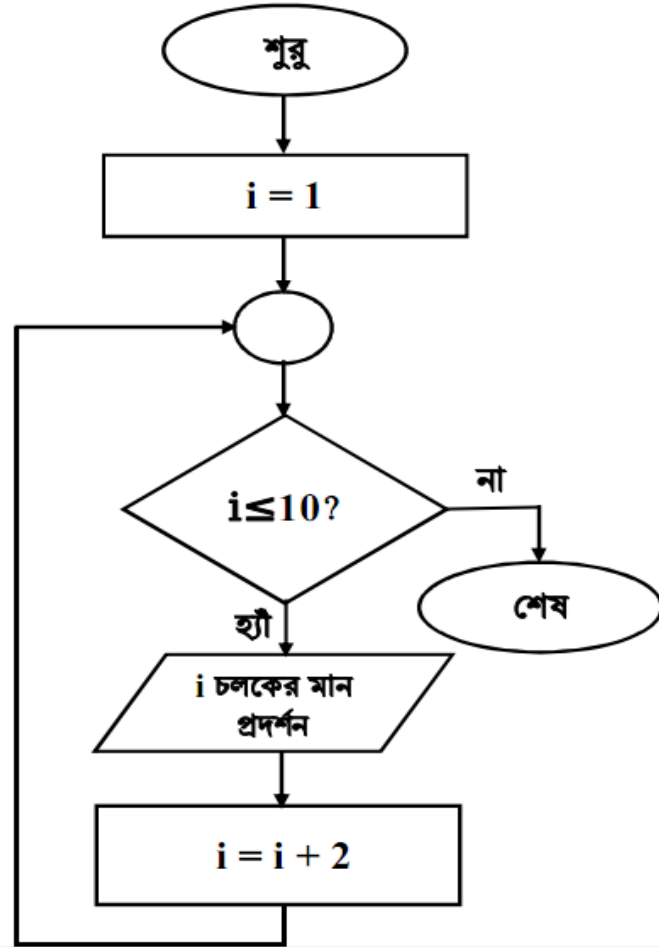 শুরু
i = 1
i≤10?
না
শেষ
হ্যাঁ
i চলকের মান
প্রদর্শন
i = i + 2